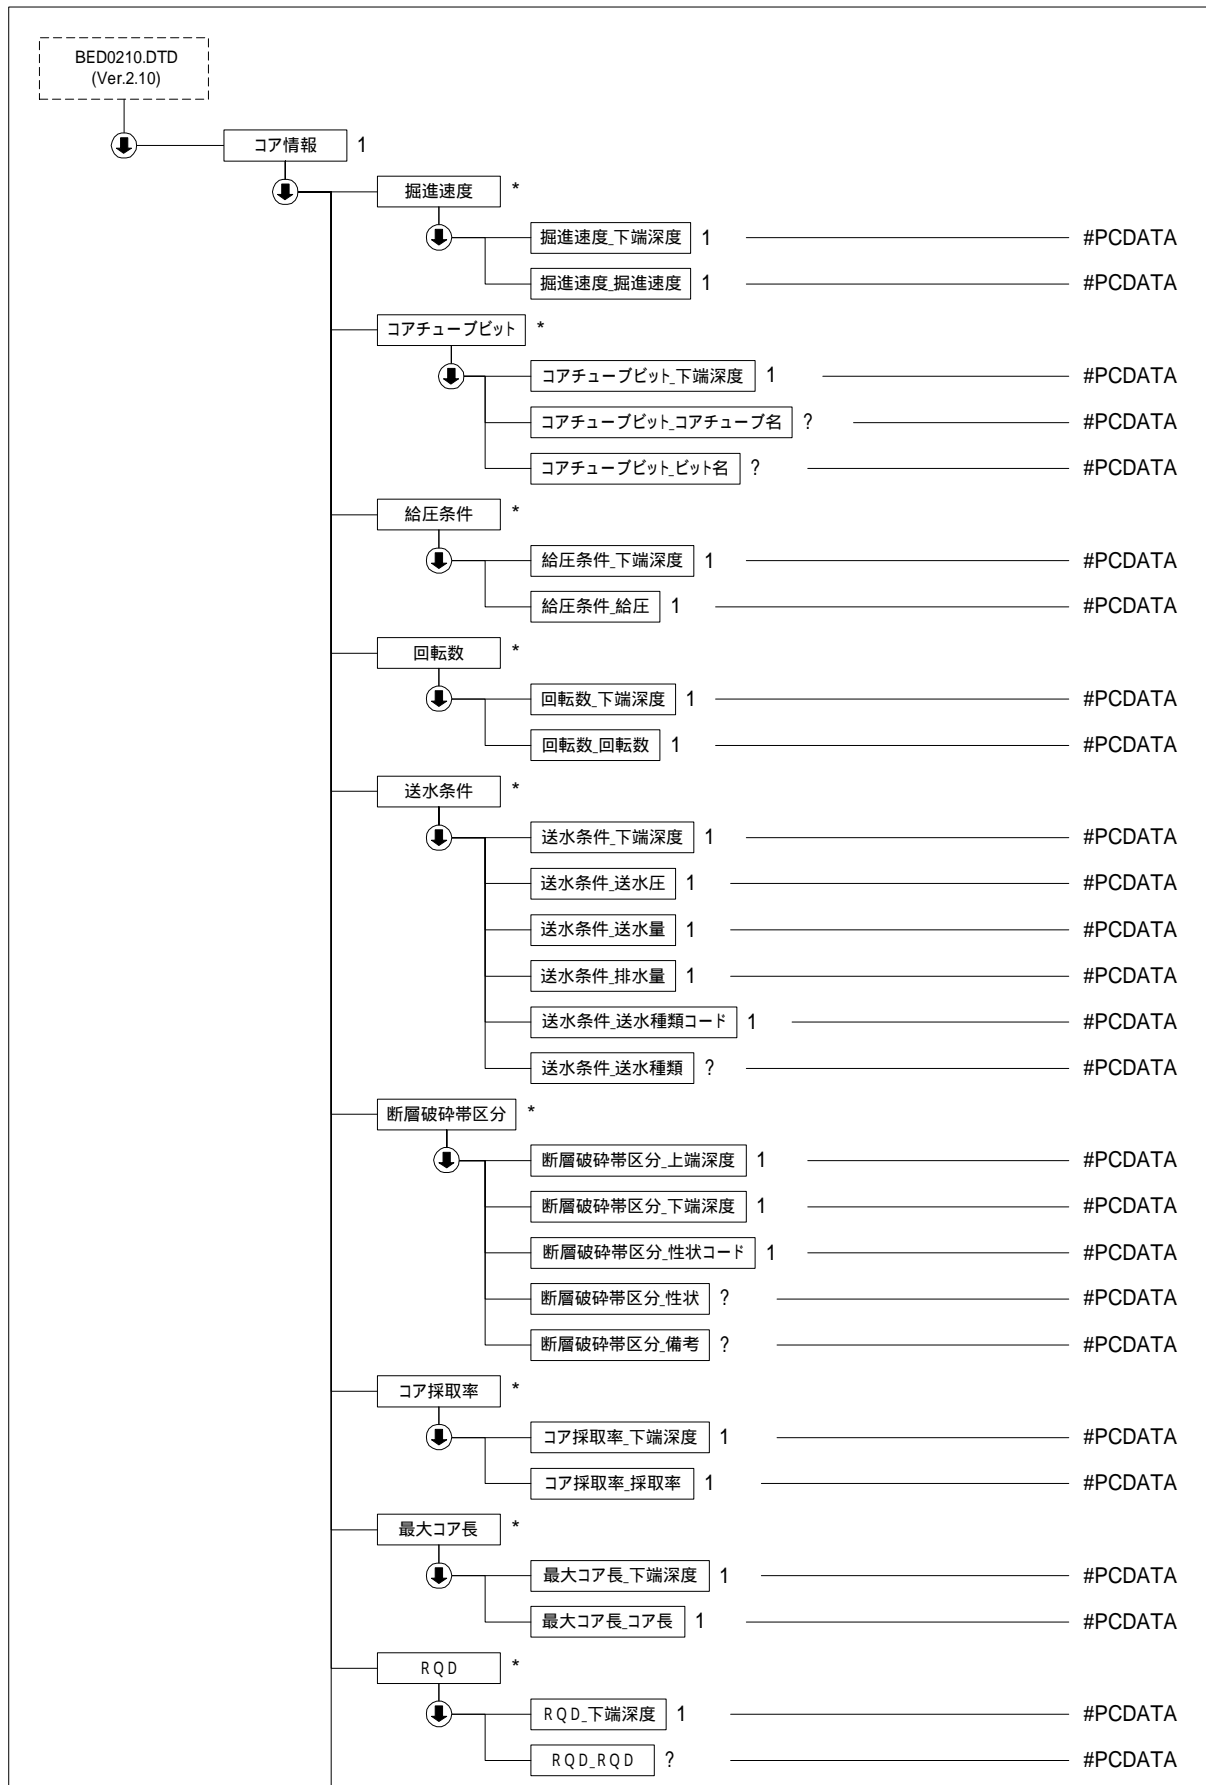 BED0210.DTD
(Ver.2.10)
コア情報 1
掘進速度 *
掘進速度_下端深度 1 #PCDATA
掘進速度_掘進速度 1 #PCDATA
コアチューブビット *
コアチューブビット_下端深度 1 #PCDATA
コアチューブビット_コアチューブ名 ? #PCDATA
コアチューブビット_ビット名 ? #PCDATA
給圧条件 *
給圧条件_下端深度 1 #PCDATA
給圧条件_給圧 1 #PCDATA
回転数 *
回転数_下端深度 1 #PCDATA
回転数_回転数 1 #PCDATA
送水条件 *
送水条件_下端深度 1 #PCDATA
送水条件_送水圧 1 #PCDATA
送水条件_送水量 1 #PCDATA
送水条件_排水量 1 #PCDATA
送水条件_送水種類コード 1 #PCDATA
送水条件_送水種類 ? #PCDATA
断層破砕帯区分 *
断層破砕帯区分_上端深度 1 #PCDATA
断層破砕帯区分_下端深度 1 #PCDATA
断層破砕帯区分_性状コード 1 #PCDATA
断層破砕帯区分_性状 ? #PCDATA
断層破砕帯区分_備考 ? #PCDATA
コア採取率 *
コア採取率_下端深度 1 #PCDATA
コア採取率_採取率 1 #PCDATA
最大コア長 *
最大コア長_下端深度 1 #PCDATA
最大コア長_コア長 1 #PCDATA
RQD *
RQD_下端深度 1 #PCDATA
RQD_RQD ? #PCDATA